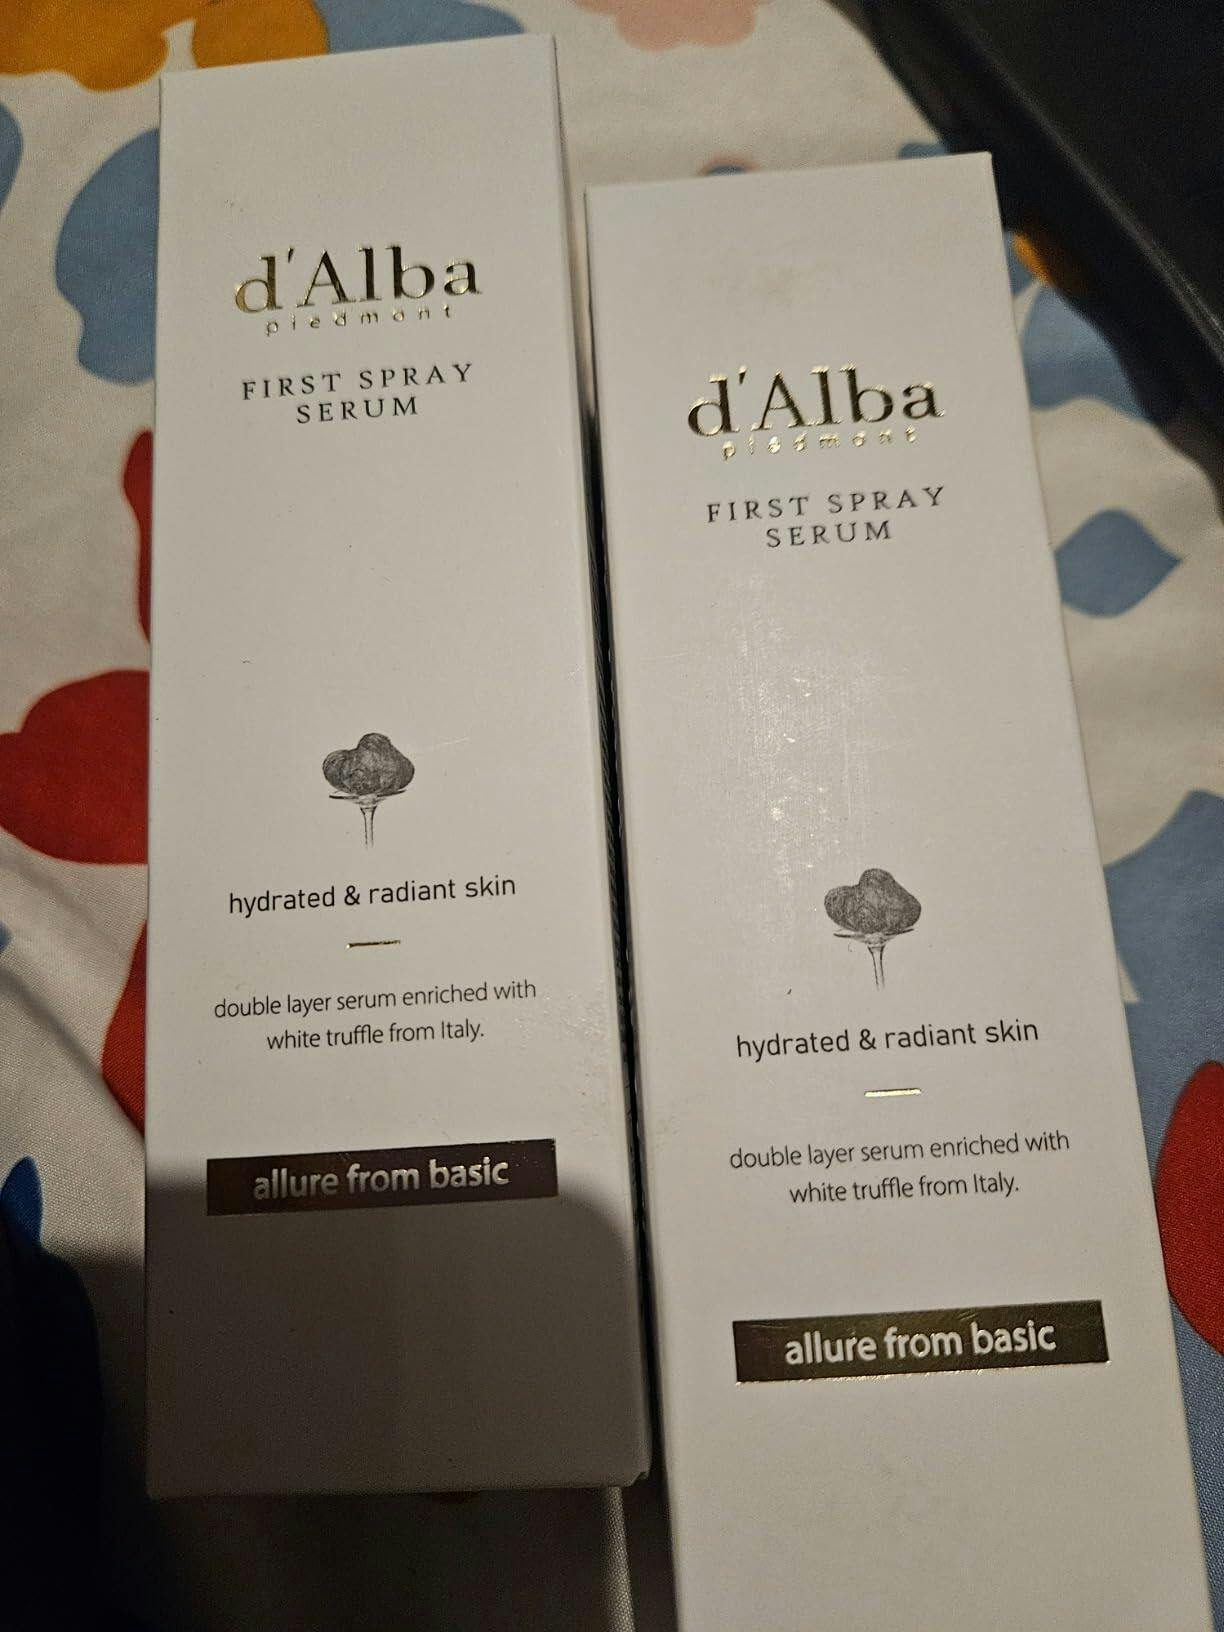 d'Alba
piedmont
FIRST SPRAY
SERUM
hydrated & radiant skin
double layer serum enriched with
white truffle from Italy.
allure from basic
d'Alba
piedmont
FIRST SPRAY
SERUM
hydrated & radiant skin
double layer serum enriched with
white truffle from Italy.
allure from basic